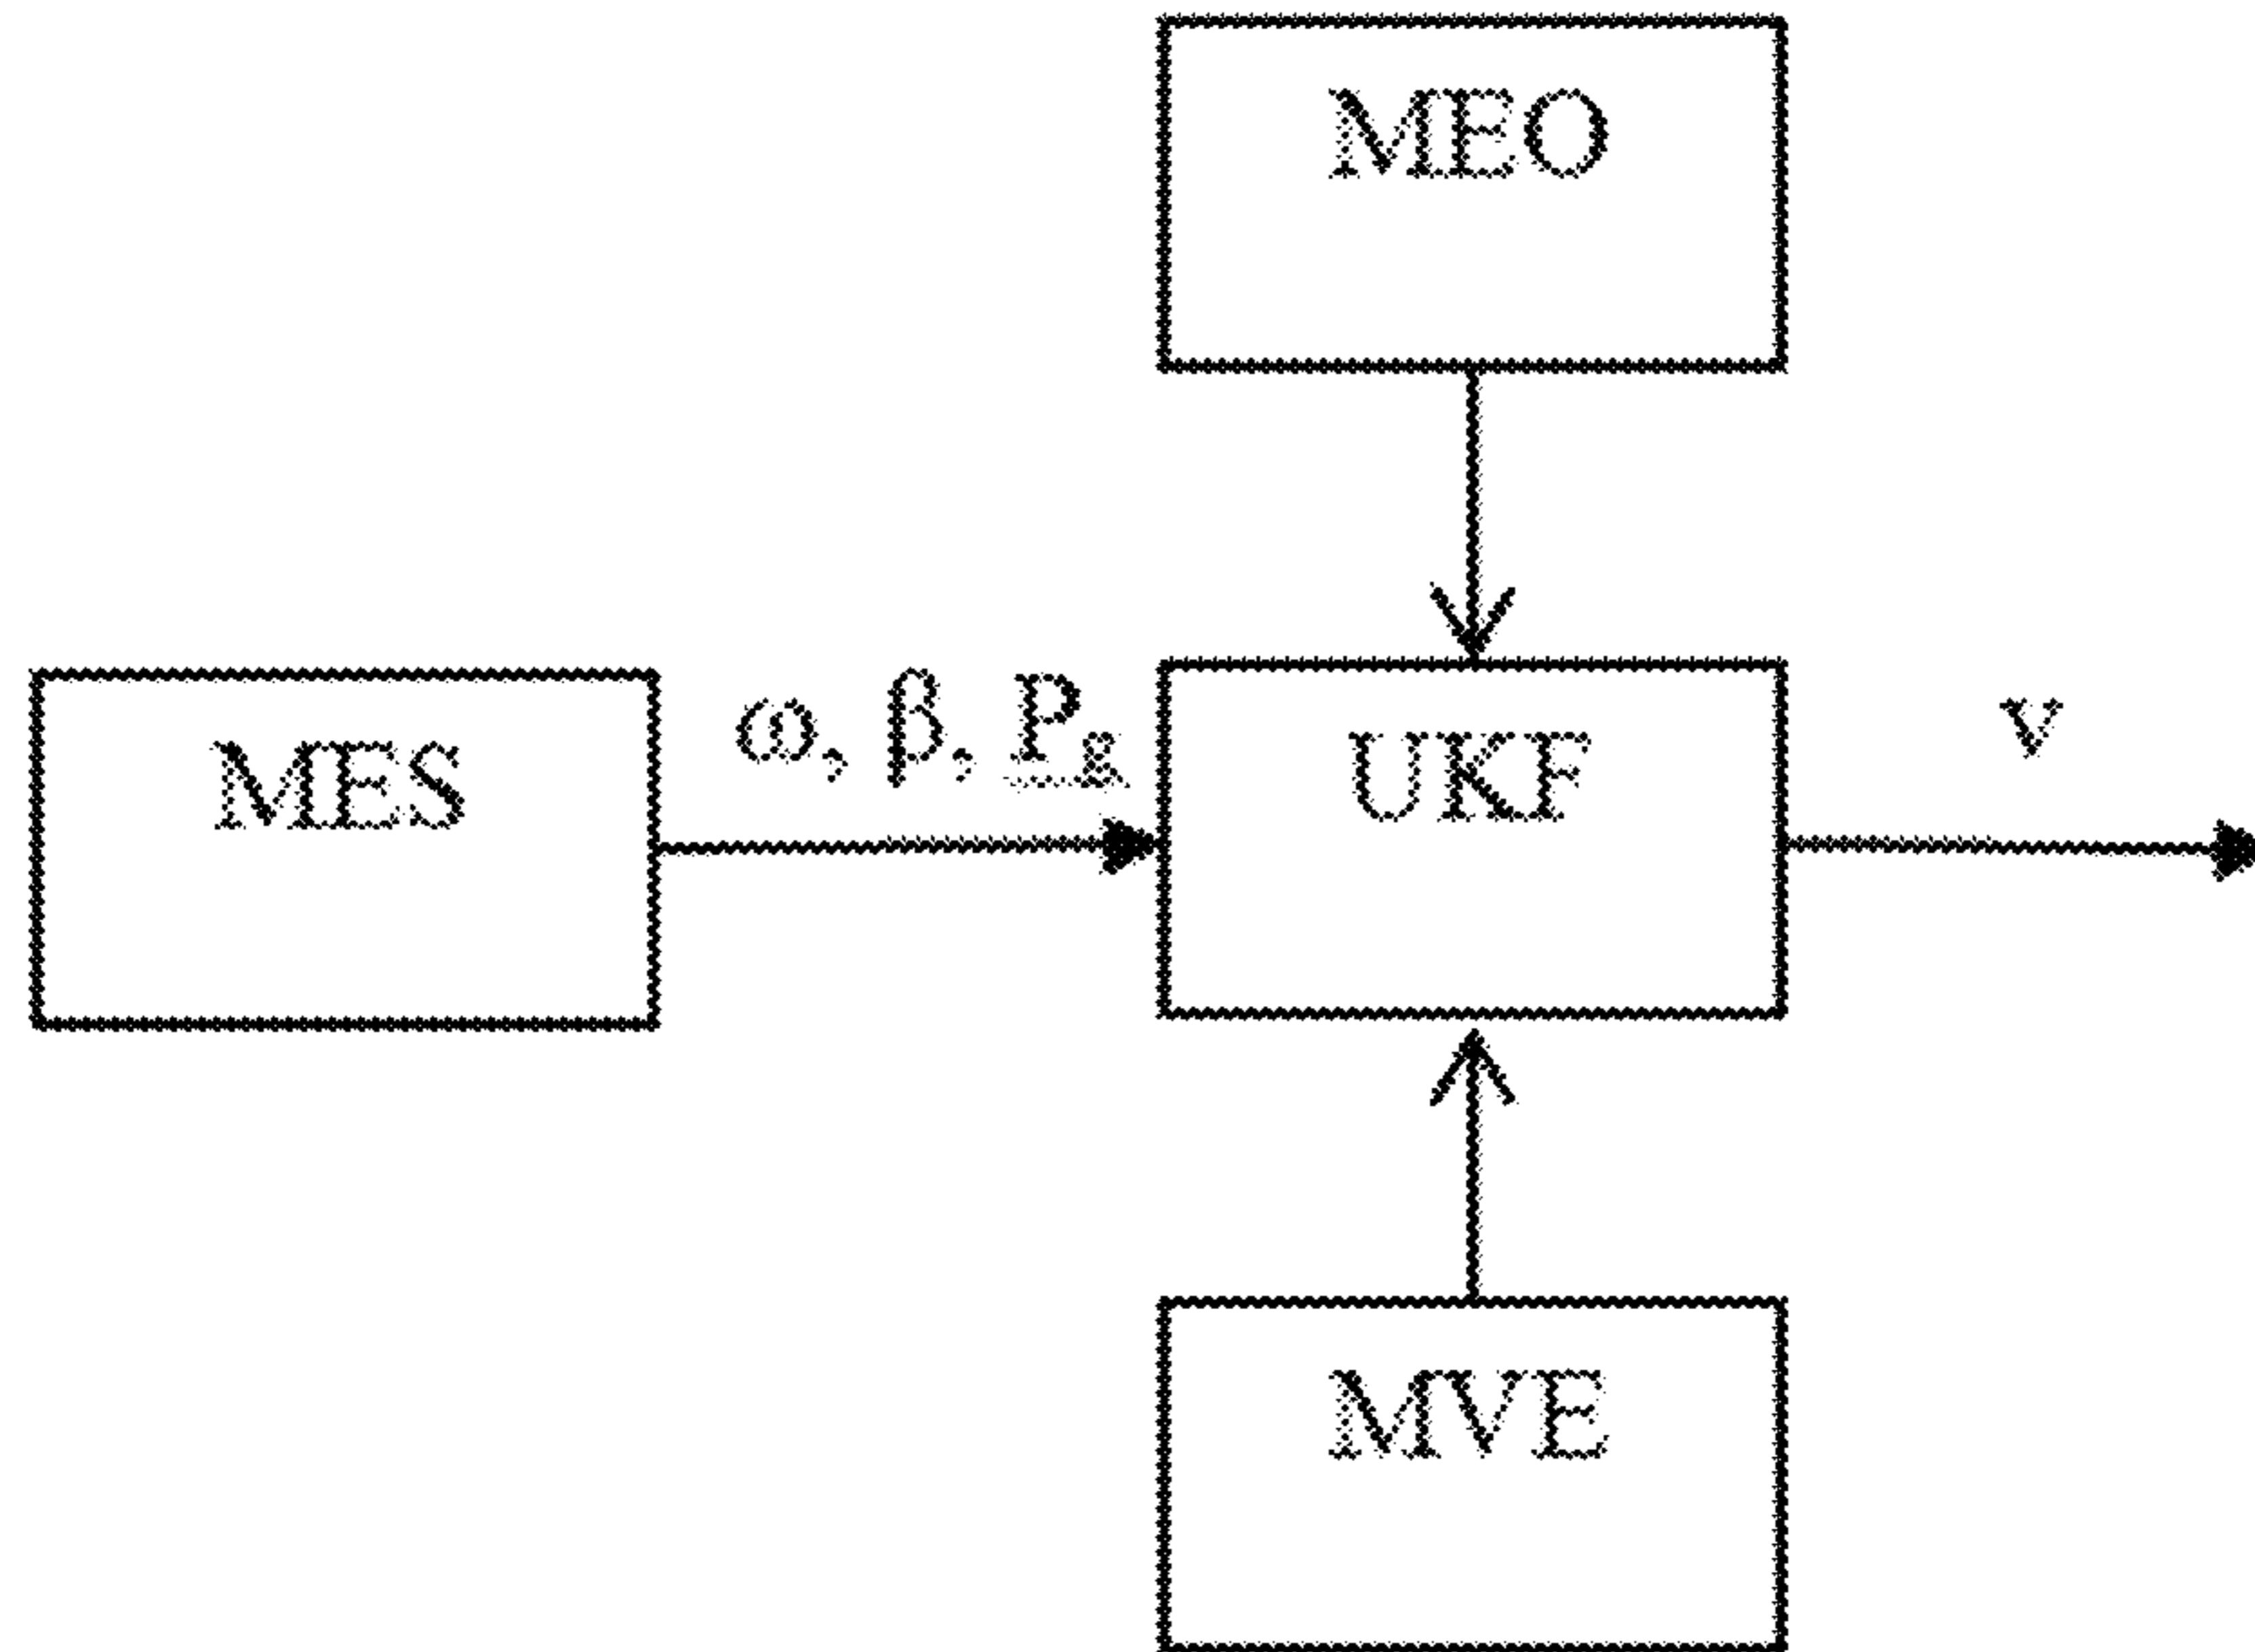 MEO
MES
ω, β, Pg
UKF
v
MVE